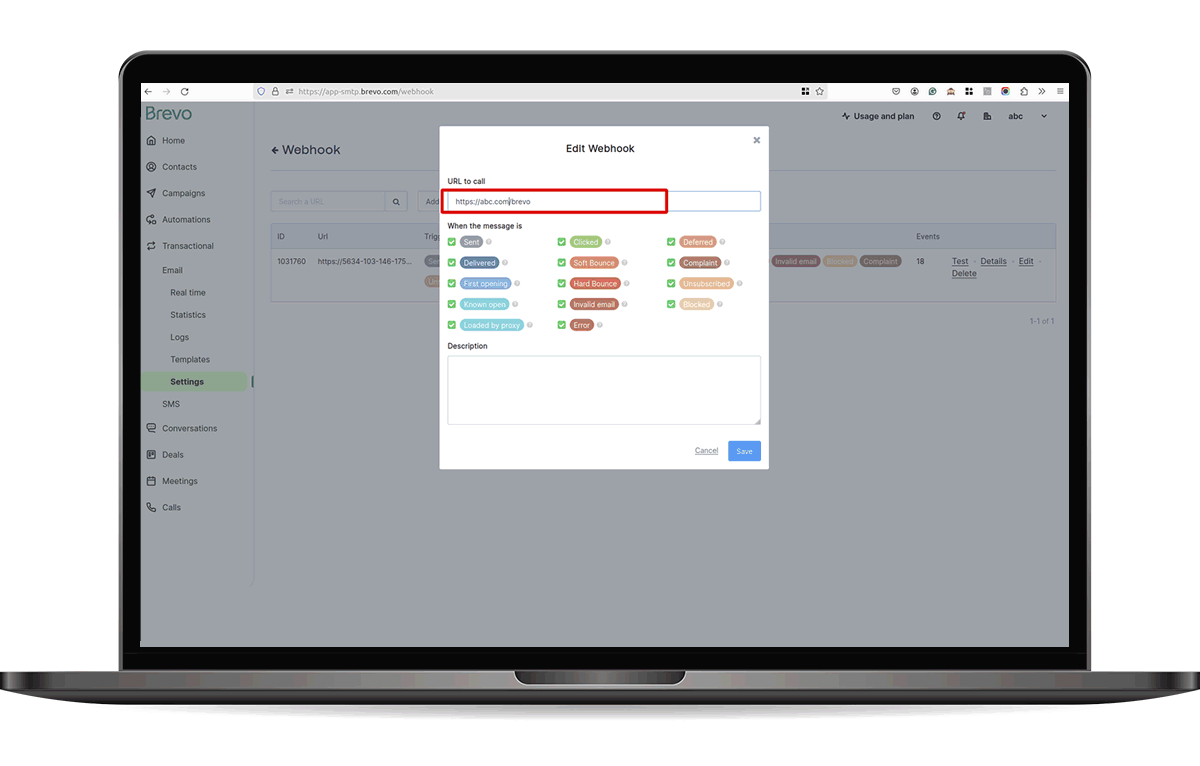 https://app-smtp.brevo.com/webhook
Brevo
Usage and plan
abc
Home
Contacts
Campaigns
Automations
Transactional
Email
Real time
Statistics
Logs
Templates
Settings
SMS
Conversations
Deals
Meetings
Calls
Webhook
Search a URL
Add
ID Url Trigg Events
1031760 https://5634-103-146-175... Invalid email Blocked Complaint 18 Test - Details - Edit -
Delete
1-1 of 1
Edit Webhook
URL to call
https://abc.com/brevo
When the message is
Sent Clicked Deferred
Delivered Soft Bounce Complaint
First opening Hard Bounce Unsubscribed
Known open Invalid email Blocked
Loaded by proxy Error
Description
Cancel Save